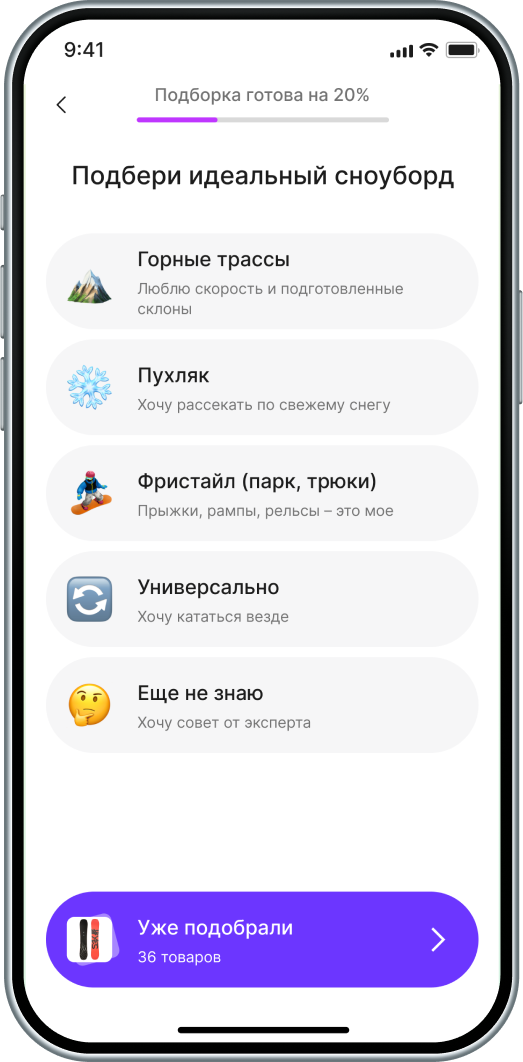 9:41
Подборка готова на 20%
Подбери идеальный сноуборд
Горные трассы
Люблю скорость и подготовленные
склоны
Пухляк
Хочу рассекать по свежему снегу
Фристайл (парк, трюки)
Прыжки, рампы, рельсы – это мое
Универсально
Хочу кататься везде
Еще не знаю
Хочу совет от эксперта
Уже подобрали
36 товаров